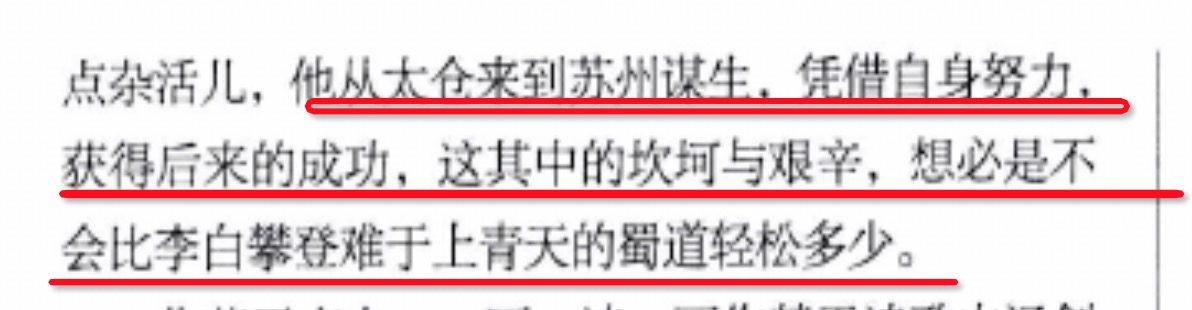 点杂活儿，他从太仓来到苏州谋生，凭借自身努力，
获得后来的成功，这其中的坎坷与艰辛，想必是不
会比李白攀登难于上青天的蜀道轻松多少。